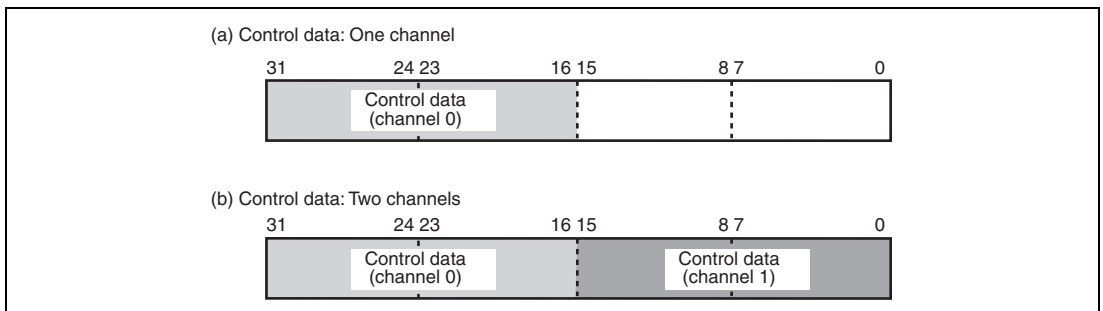 (a) Control data: One channel
31 24 23 16 15 8 7 0
Control data
(channel 0)
(b) Control data: Two channels
31 24 23 16 15 8 7 0
Control data Control data
(channel 0) (channel 1)